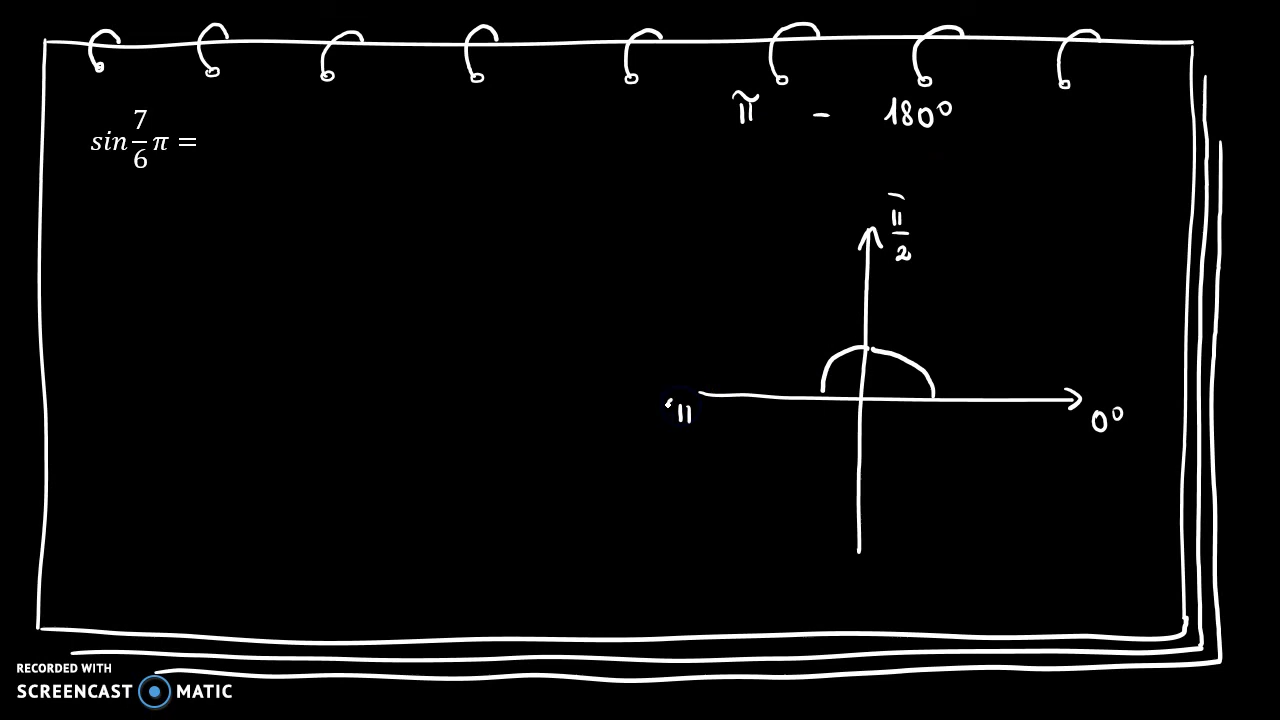 π - 180°
sin 7/6 π =
π/2
π
0°
RECORDED WITH
SCREENCAST MATIC